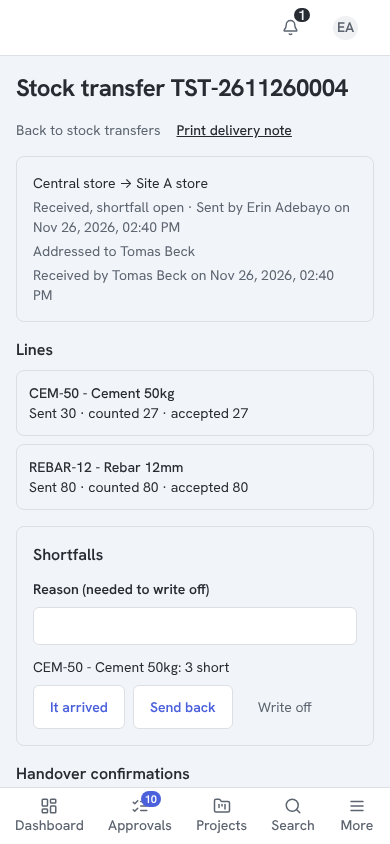 1
EA
Stock transfer TST-2611260004
Back to stock transfers Print delivery note
Central store → Site A store
Received, shortfall open · Sent by Erin Adebayo on
Nov 26, 2026, 02:40 PM
Addressed to Tomas Beck
Received by Tomas Beck on Nov 26, 2026, 02:40
PM
Lines
CEM-50 - Cement 50kg
Sent 30 · counted 27 · accepted 27
REBAR-12 - Rebar 12mm
Sent 80 · counted 80 · accepted 80
Shortfalls
Reason (needed to write off)
CEM-50 - Cement 50kg: 3 short
It arrived Send back Write off
Handover confirmations
10
Dashboard Approvals Projects Search More